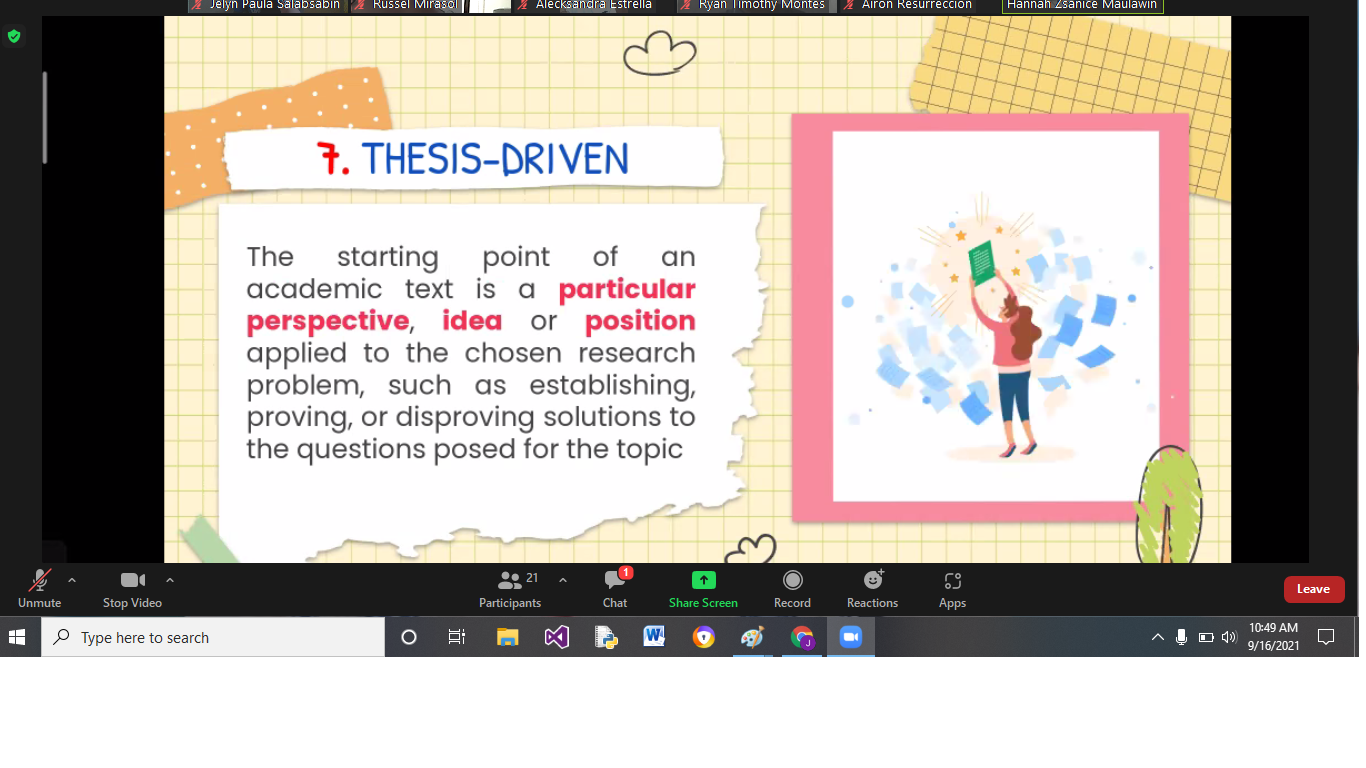 Jelyn Paula Salabsabin Russel Mirasol Alecksandra Estrella Ryan Timothy Montes Airon Resurreccion Hannah Zsanice Maulawin
7. THESIS-DRIVEN
The starting point of an
academic text is a particular
perspective, idea or position
applied to the chosen research
problem, such as establishing,
proving, or disproving solutions to
the questions posed for the topic
21 1
Unmute Stop Video Participants Chat Share Screen Record Reactions Apps Leave
Type here to search
10:49 AM
9/16/2021